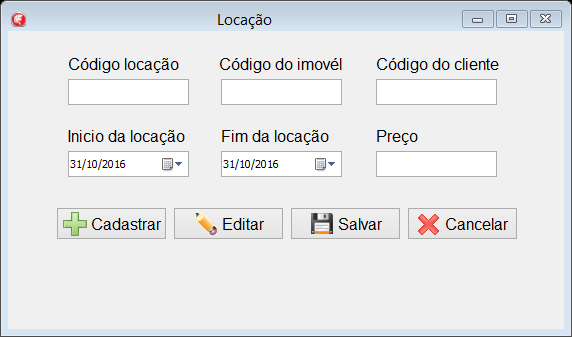 Locação
Código locação Código do imovél Código do cliente
Inicio da locação Fim da locação Preço
31/10/2016 31/10/2016
Cadastrar Editar Salvar Cancelar